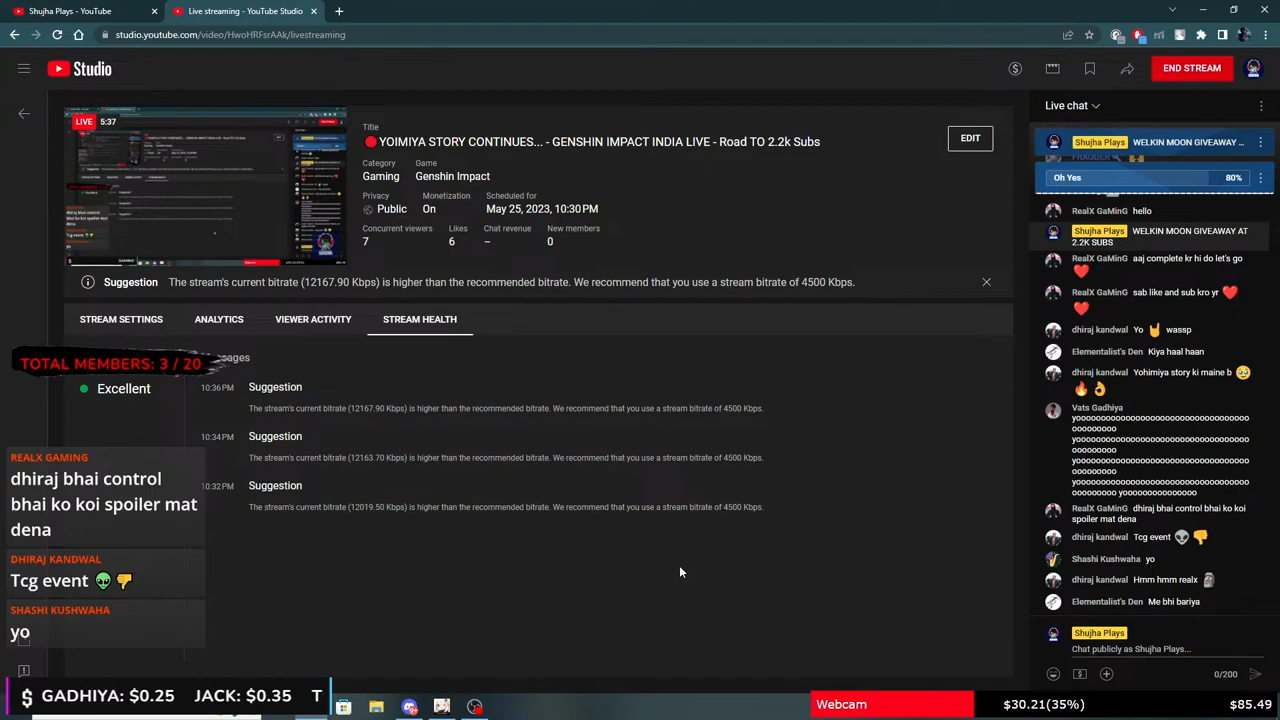 Shujha Plays - YouTube
Live streaming - YouTube Studio
studio.youtube.com/video/HwoHRFsrAAk/livestreaming
Studio
END STREAM
LIVE 5:37
Title
YOIMIYA STORY CONTINUES... - GENSHIN IMPACT INDIA LIVE - Road TO 2.2k Subs
EDIT
Category Game
Gaming Genshin Impact
Privacy Monetization Scheduled for
Public On May 25, 2023, 10:30 PM
Concurrent viewers Likes Chat revenue New members
7 6 – 0
Suggestion The stream's current bitrate (12167.90 Kbps) is higher than the recommended bitrate. We recommend that you use a stream bitrate of 4500 Kbps.
STREAM SETTINGS ANALYTICS VIEWER ACTIVITY STREAM HEALTH
TOTAL MEMBERS: 3 / 20
Excellent
10:36 PM Suggestion
The stream's current bitrate (12167.90 Kbps) is higher than the recommended bitrate. We recommend that you use a stream bitrate of 4500 Kbps.
10:34 PM Suggestion
The stream's current bitrate (12163.70 Kbps) is higher than the recommended bitrate. We recommend that you use a stream bitrate of 4500 Kbps.
10:32 PM Suggestion
The stream's current bitrate (12019.50 Kbps) is higher than the recommended bitrate. We recommend that you use a stream bitrate of 4500 Kbps.
REALX GAMING
dhiraj bhai control
bhai ko koi spoiler mat
dena
DHIRAJ KANDWAL
Tcg event 👽👎
SHASHI KUSHWAHA
yo
Live chat
Shujha Plays WELKIN MOON GIVEAWAY ...
Oh Yes 80%
RealX GaMinG hello
Shujha Plays WELKIN MOON GIVEAWAY AT
2.2K SUBS
RealX GaMinG aaj complete kr hi do let's go
❤️
RealX GaMinG sab like and sub kro yr ❤️
❤️
dhiraj kandwal Yo 🤘 wassp
Elementalist's Den Kiya haal haan
dhiraj kandwal Yohimiya story ki maine b 🥹
🔥 👌
Vats Gadhiya
RealX GaMinG dhiraj bhai control bhai ko koi
spoiler mat dena
dhiraj kandwal Tcg event 👽👎
Shashi Kushwaha yo
dhiraj kandwal Hmm hmm realx 🗿
Elementalist's Den Me bhi bariya
Shujha Plays
Chat publicly as Shujha Plays...
0/200
$ GADHIYA: $0.25 JACK: $0.35 T
Webcam $30.21(35%) $85.49